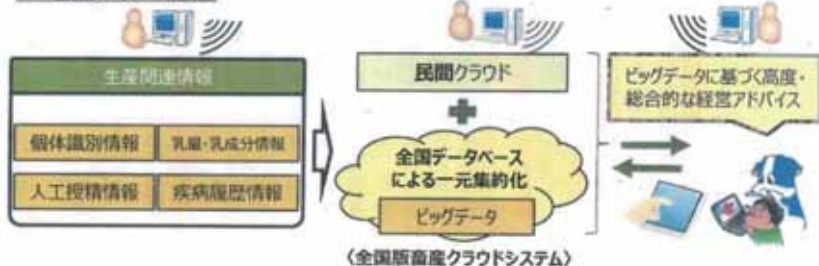 生産関連情報
個体識別情報
乳量・乳成分情報
人工授精情報
疾病履歴情報
民間クラウド
全国データベース
による一元集約化
ビッグデータ
〈全国版畜産クラウドシステム〉
ビッグデータに基づく高度・
総合的な経営アドバイス